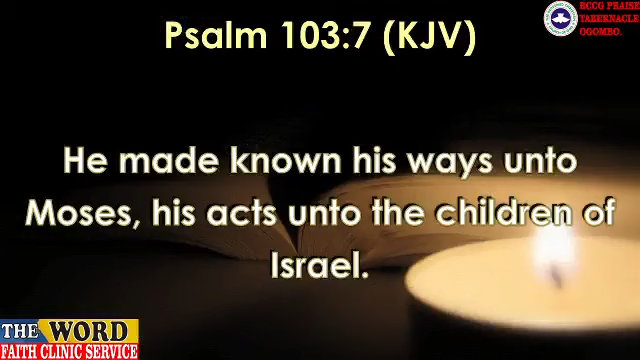 Psalm 103:7 (KJV)
RCCG PRAISE
TABERNACLE
OGOMBO.
He made known his ways unto
Moses, his acts unto the children of
Israel.
THE WORD
FAITH CLINIC SERVICE